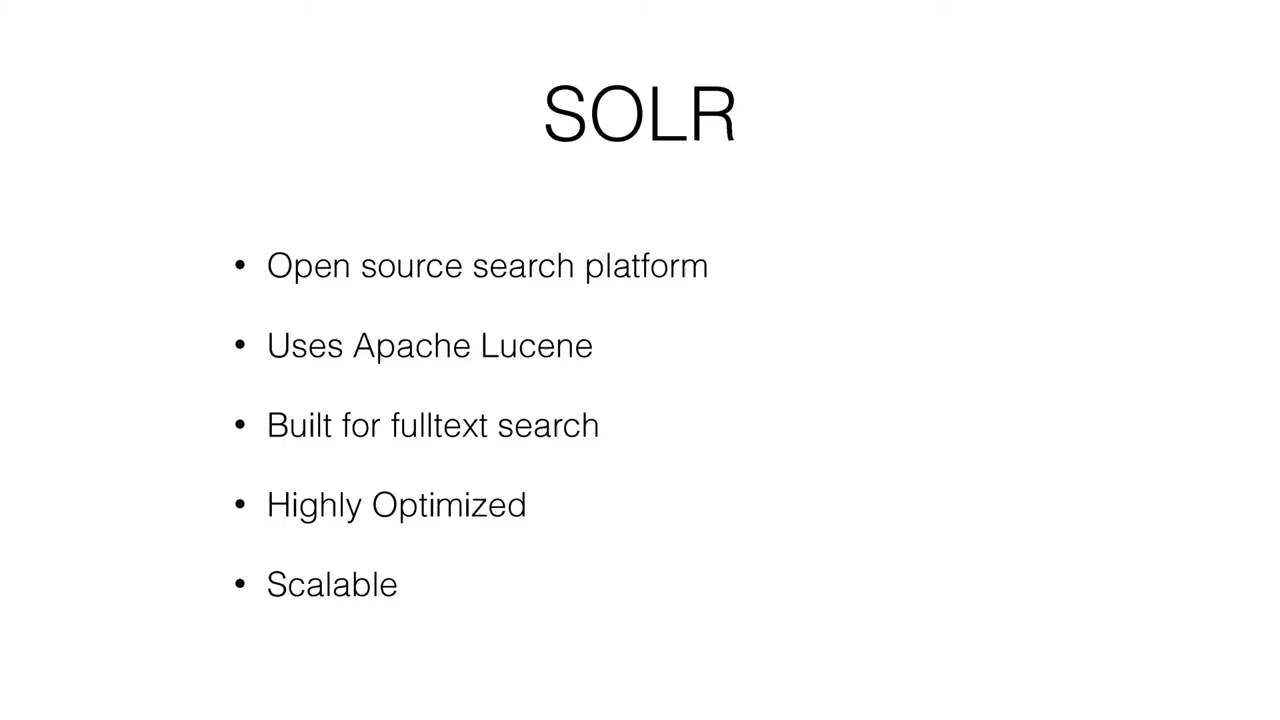 SOLR
• Open source search platform
• Uses Apache Lucene
• Built for fulltext search
• Highly Optimized
• Scalable